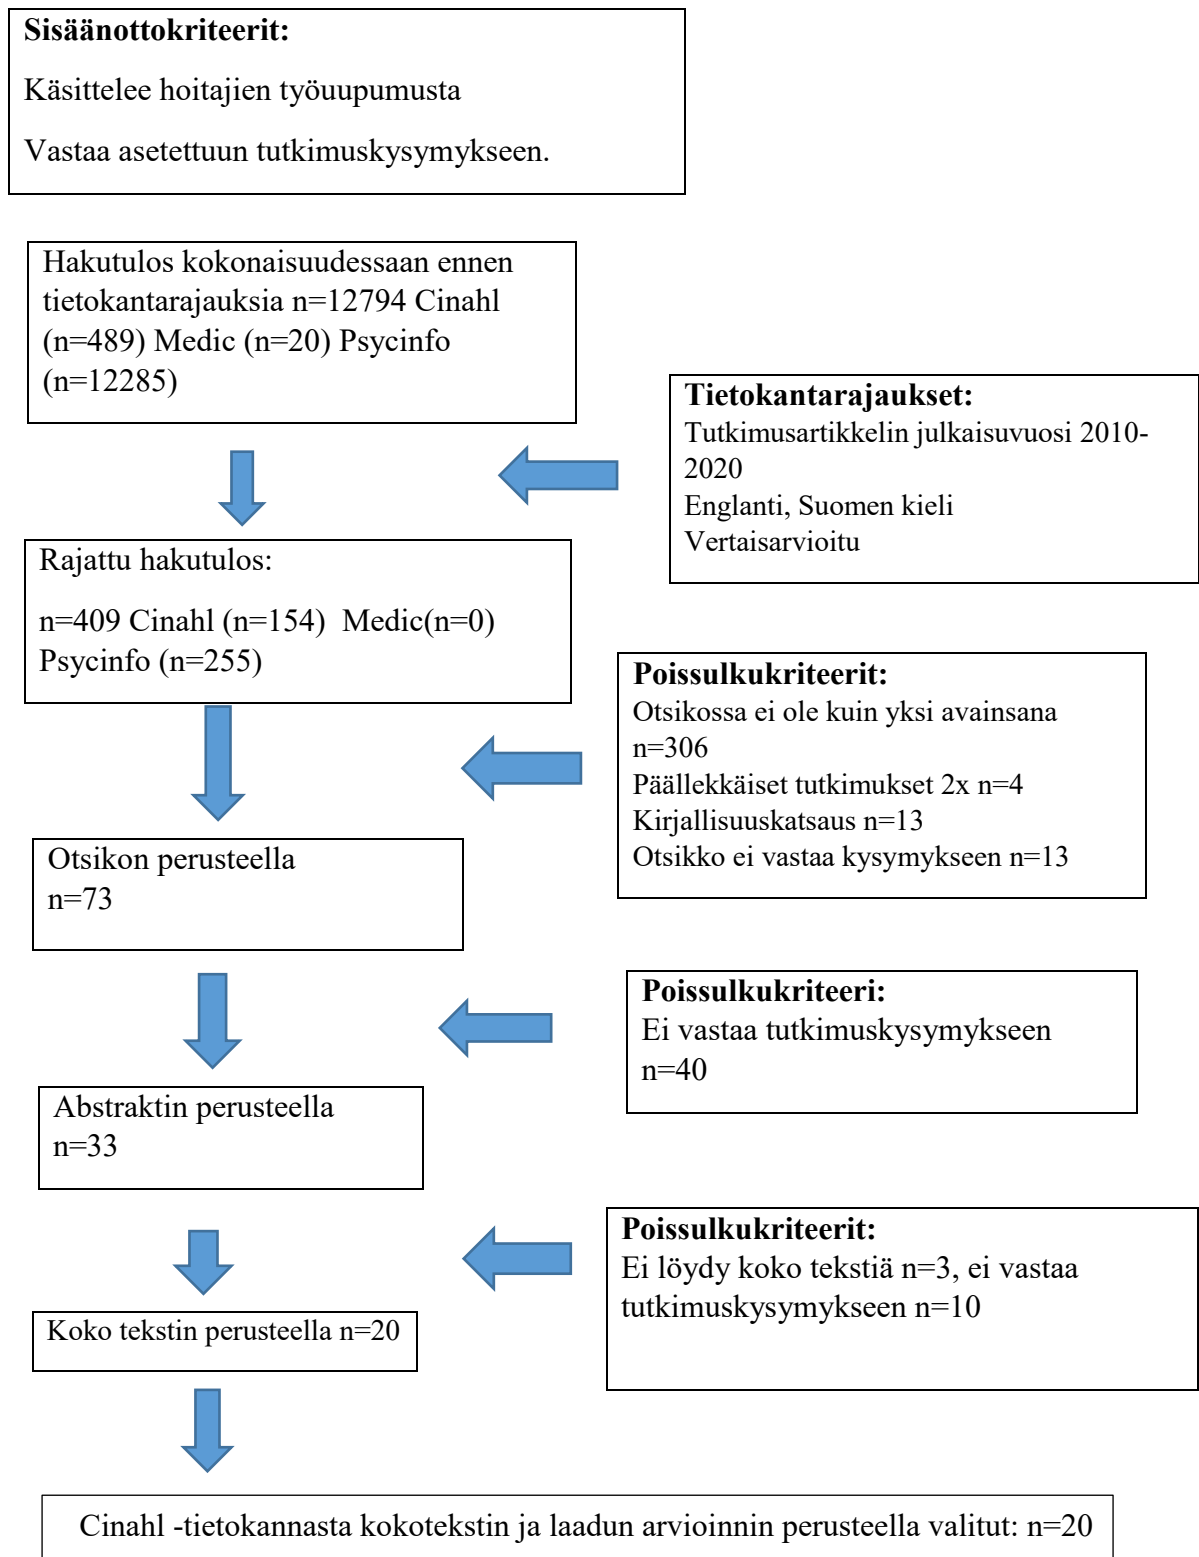 Sisäänottokriteerit:
Käsittelee hoitajien työuupumusta
Vastaa asetettuun tutkimuskysymykseen.
Hakutulos kokonaisuudessaan ennen
tietokantarajauksia n=12794 Cinahl
(n=489) Medic (n=20) Psycinfo
(n=12285)
Tietokantarajaukset:
Tutkimusartikkelin julkaisuvuosi 2010-
2020
Englanti, Suomen kieli
Vertaisarvioitu
Rajattu hakutulos:
n=409 Cinahl (n=154) Medic(n=0)
Psycinfo (n=255)
Poissulkukriteerit:
Otsikossa ei ole kuin yksi avainsana
n=306
Päällekkäiset tutkimukset 2x n=4
Kirjallisuuskatsaus n=13
Otsikko ei vastaa kysymykseen n=13
Otsikon perusteella
n=73
Poissulkukriteeri:
Ei vastaa tutkimuskysymykseen
n=40
Abstraktin perusteella
n=33
Poissulkukriteerit:
Ei löydy koko tekstiä n=3, ei vastaa
tutkimuskysymykseen n=10
Koko tekstin perusteella n=20
Cinahl -tietokannasta kokotekstin ja laadun arvioinnin perusteella valitut: n=20